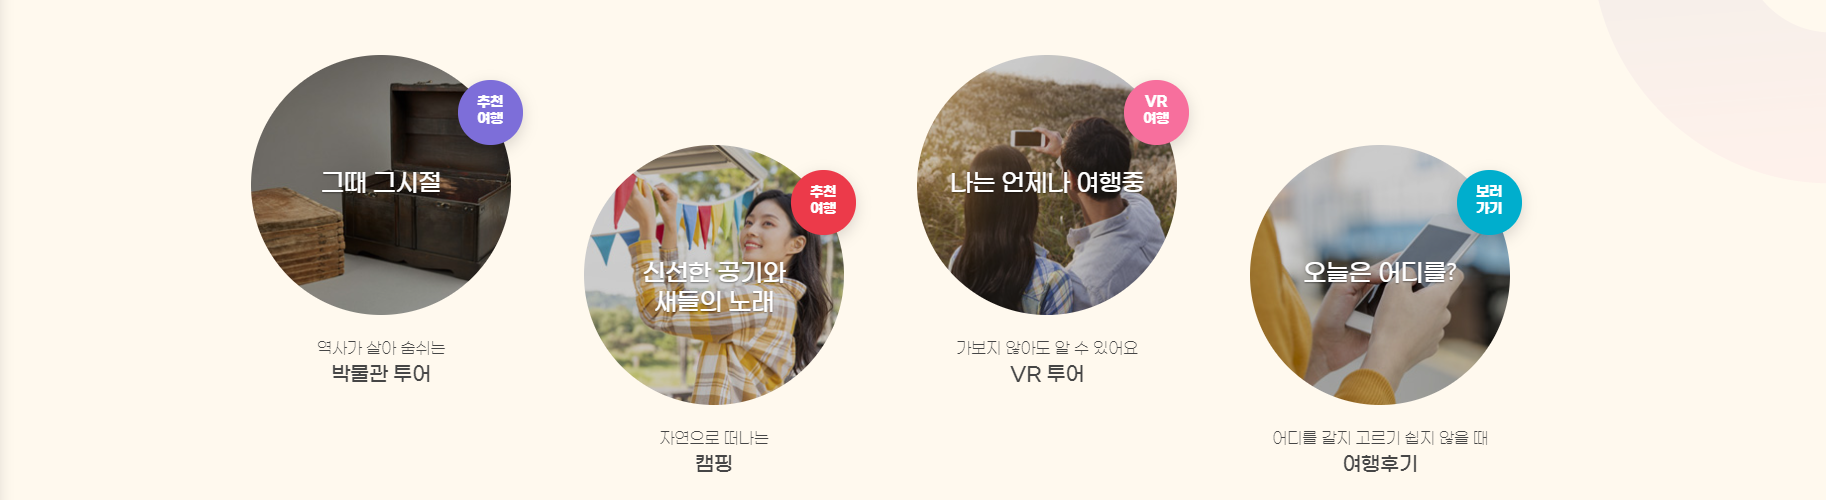 추천
여행
그때 그시절
역사가 살아 숨쉬는
박물관 투어
추천
여행
신선한 공기와
새들의 노래
자연으로 떠나는
캠핑
VR
여행
나는 언제나 여행중
가보지 않아도 알 수 있어요
VR 투어
보러
가기
오늘은 어디를?
어디를 갈지 고르기 쉽지 않을 때
여행후기